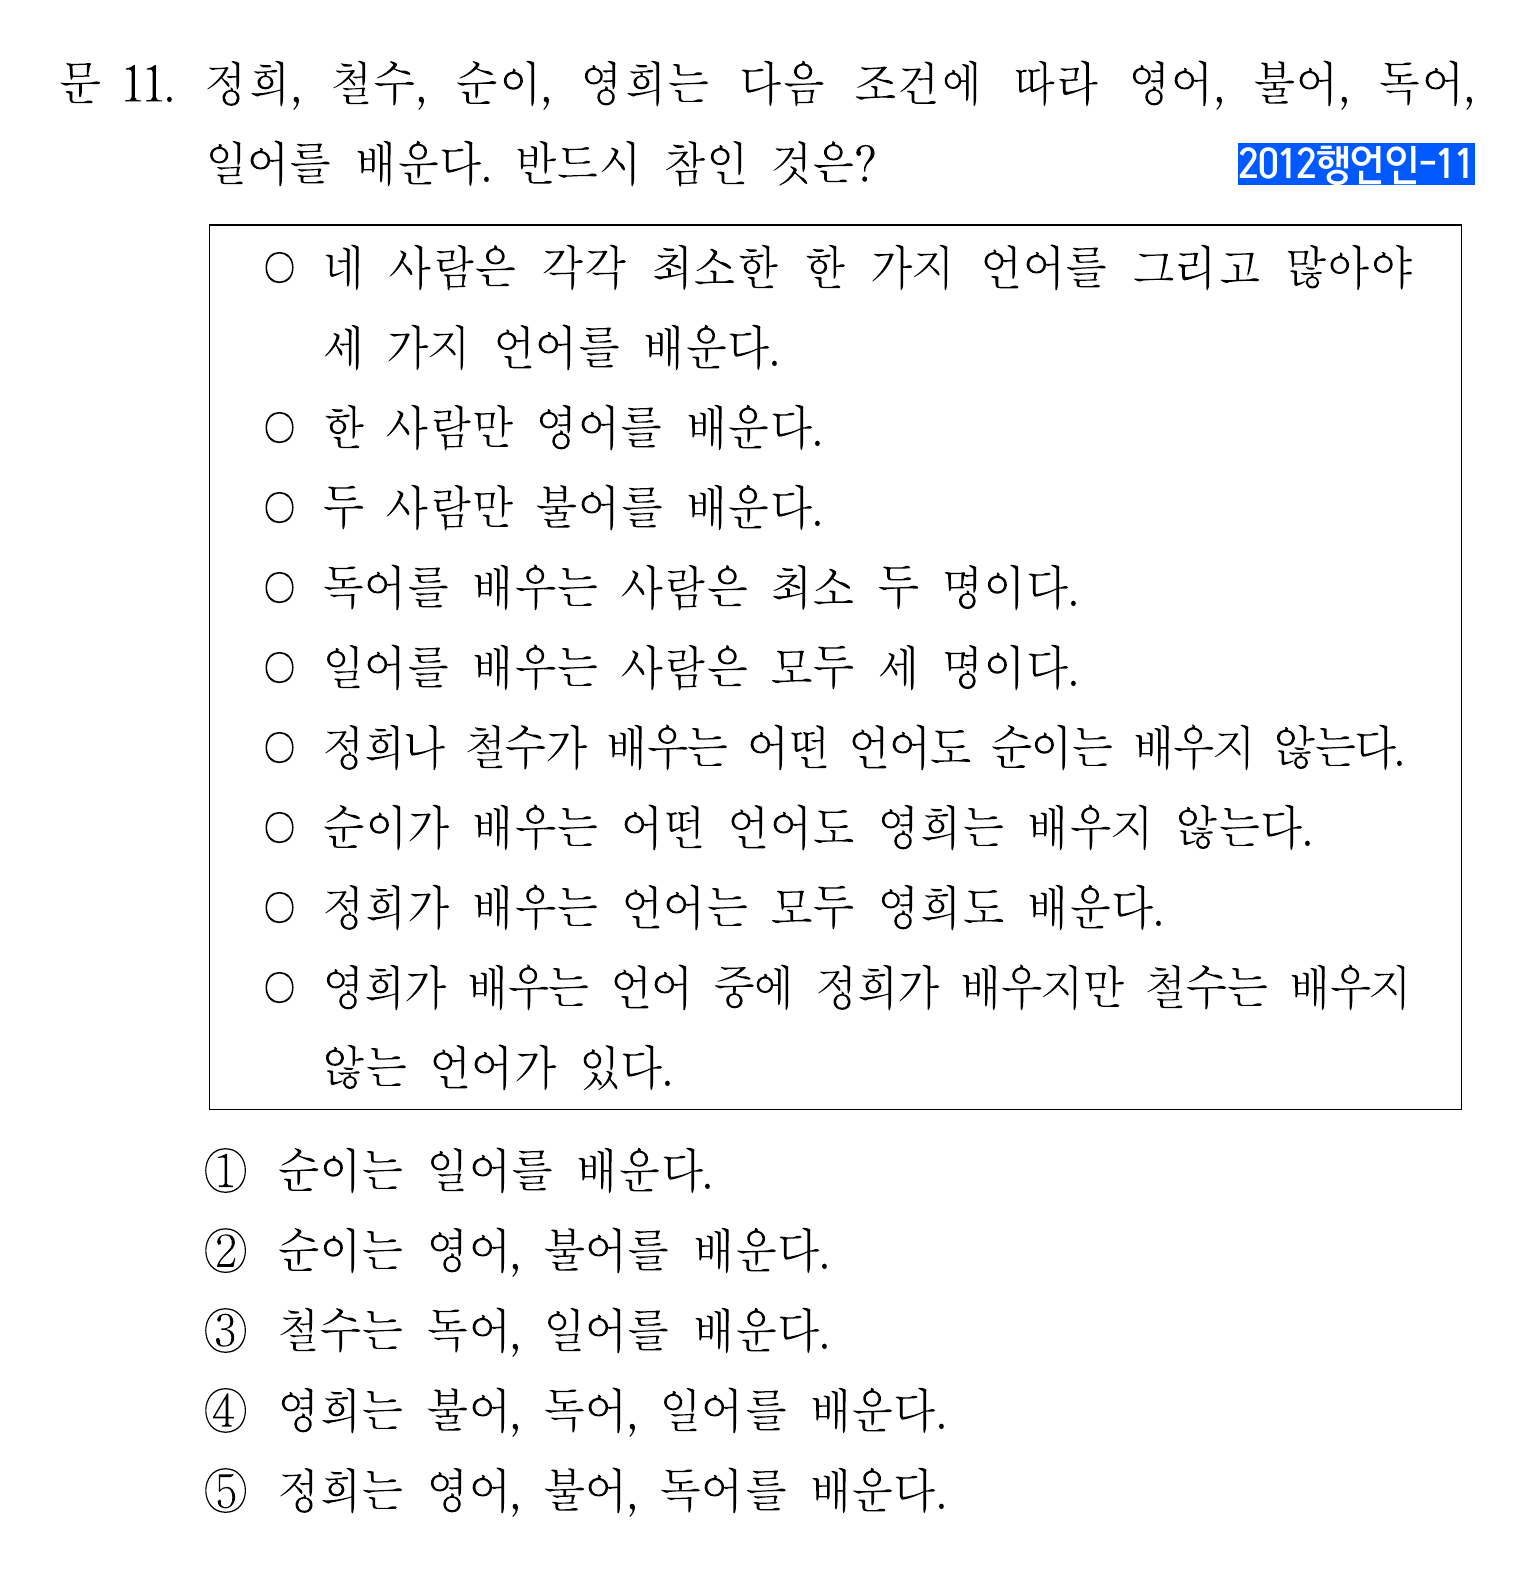 문 11. 정희, 철수, 순이, 영희는 다음 조건에 따라 영어, 불어, 독어,
일어를 배운다. 반드시 참인 것은? 2012행언인-11
○ 네 사람은 각각 최소한 한 가지 언어를 그리고 많아야
세 가지 언어를 배운다.
○ 한 사람만 영어를 배운다.
○ 두 사람만 불어를 배운다.
○ 독어를 배우는 사람은 최소 두 명이다.
○ 일어를 배우는 사람은 모두 세 명이다.
○ 정희나 철수가 배우는 어떤 언어도 순이는 배우지 않는다.
○ 순이가 배우는 어떤 언어도 영희는 배우지 않는다.
○ 정희가 배우는 언어는 모두 영희도 배운다.
○ 영희가 배우는 언어 중에 정희가 배우지만 철수는 배우지
않는 언어가 있다.
① 순이는 일어를 배운다.
② 순이는 영어, 불어를 배운다.
③ 철수는 독어, 일어를 배운다.
④ 영희는 불어, 독어, 일어를 배운다.
⑤ 정희는 영어, 불어, 독어를 배운다.